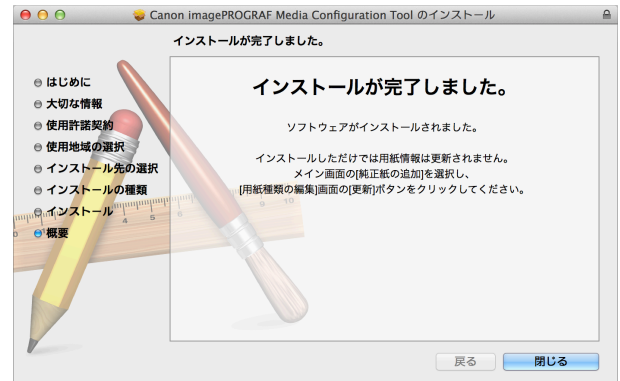 Canon imagePROGRAF Media Configuration Tool のインストール
インストールが完了しました。
はじめに
大切な情報
使用許諾契約
使用地域の選択
インストール先の選択
インストールの種類
インストール
概要
インストールが完了しました。
ソフトウェアがインストールされました。
インストールしただけでは用紙情報は更新されません。
メイン画面の[純正紙の追加]を選択し、
[用紙種類の編集]画面の[更新]ボタンをクリックしてください。
4 5 6 9 10
戻る
閉じる